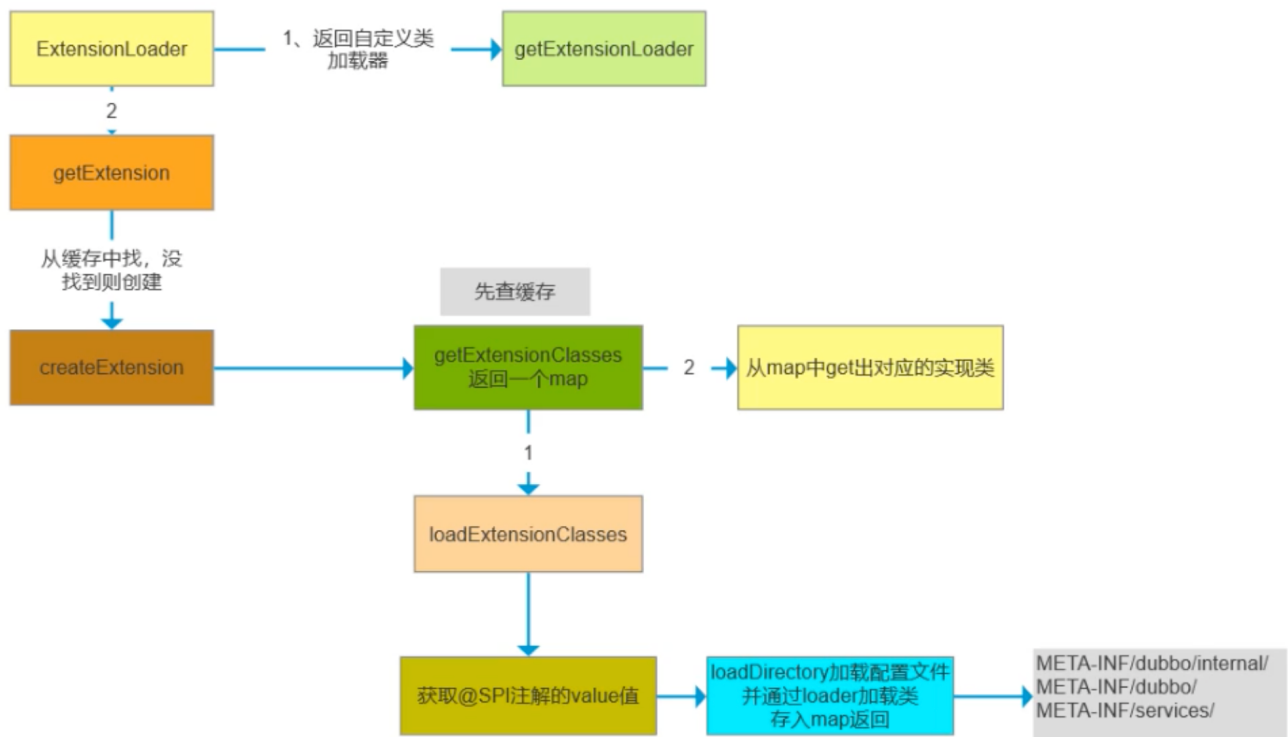 ExtensionLoader
1、返回自定义类
加载器
getExtensionLoader
2
getExtension
从缓存中找，没
找到则创建
先查缓存
createExtension
getExtensionClasses
返回一个map
2
从map中get出对应的实现类
1
loadExtensionClasses
获取@SPI注解的value值
loadDirectory加载配置文件
并通过loader加载类
存入map返回
META-INF/dubbo/internal/
META-INF/dubbo/
META-INF/services/